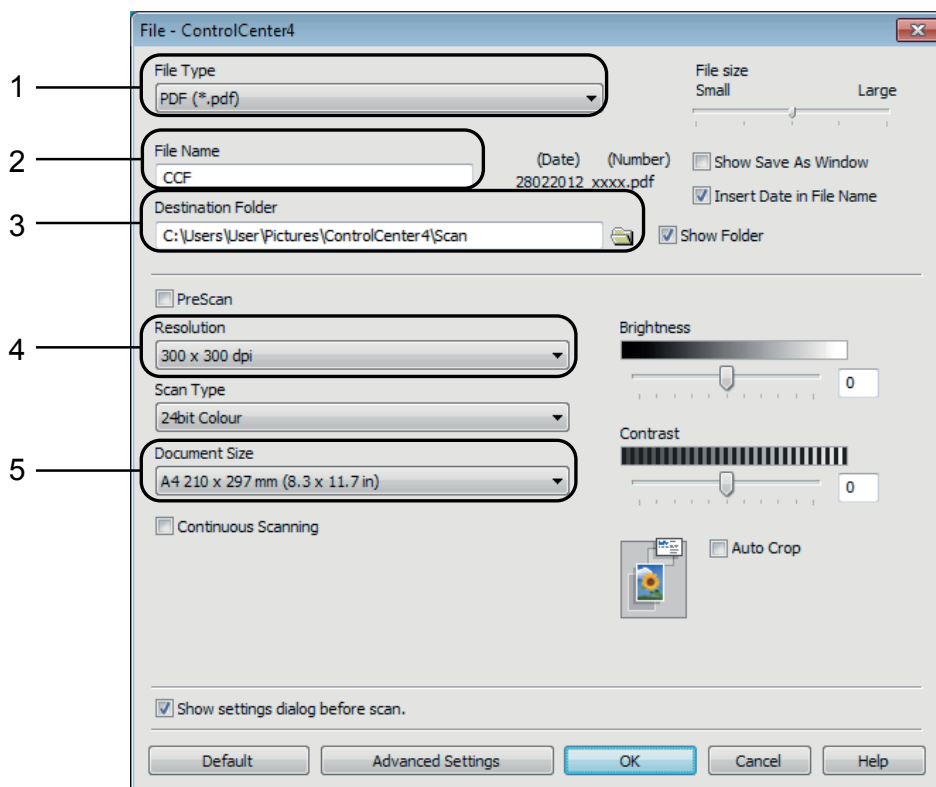 File - ControlCenter4
1
File Type
PDF (*.pdf)
File size
Small Large
2
File Name
CCF
(Date) (Number)
28022012_xxxx.pdf
Show Save As Window
Insert Date in File Name
3
Destination Folder
C:\Users\User\Pictures\ControlCenter4\Scan
Show Folder
PreScan
4
Resolution
300 x 300 dpi
Brightness
0
Scan Type
24bit Colour
Contrast
0
5
Document Size
A4 210 x 297 mm (8.3 x 11.7 in)
Continuous Scanning
Auto Crop
Show settings dialog before scan.
Default Advanced Settings OK Cancel Help